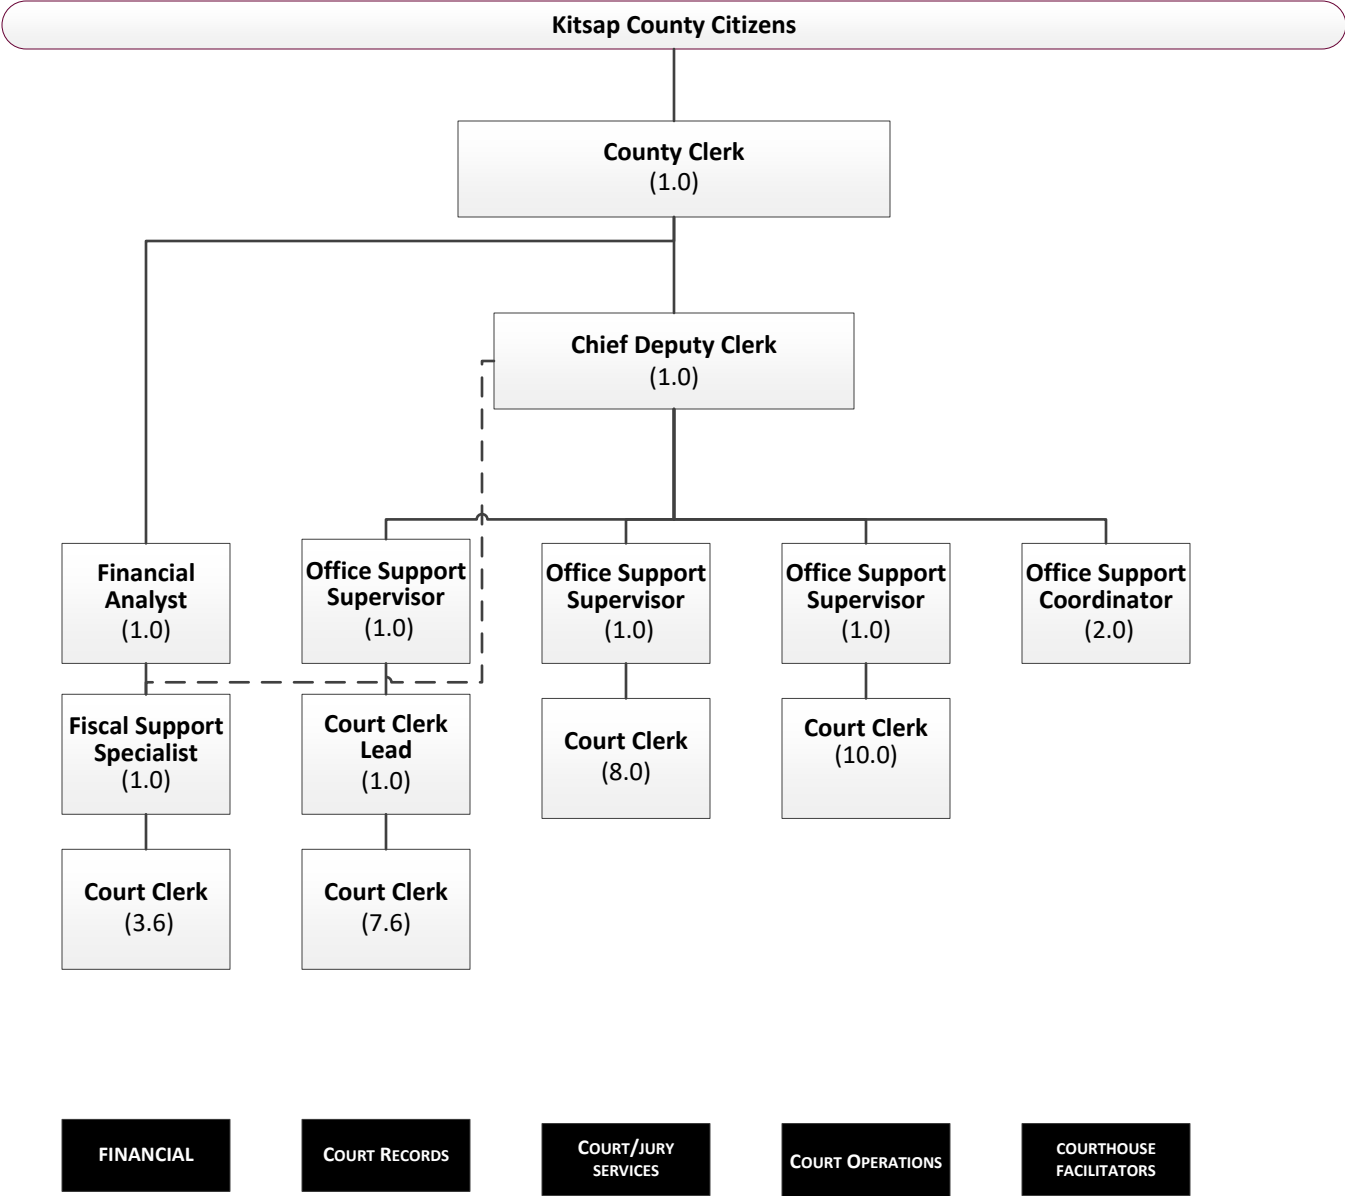 Kitsap County Citizens
County Clerk
(1.0)
Chief Deputy Clerk
(1.0)
Financial
Analyst
(1.0)
Office Support
Supervisor
(1.0)
Office Support
Supervisor
(1.0)
Office Support
Supervisor
(1.0)
Office Support
Coordinator
(2.0)
Fiscal Support
Specialist
(1.0)
Court Clerk
Lead
(1.0)
Court Clerk
(8.0)
Court Clerk
(10.0)
Court Clerk
(3.6)
Court Clerk
(7.6)
FINANCIAL
COURT RECORDS
COURT/JURY
SERVICES
COURT OPERATIONS
COURTHOUSE
FACILITATORS